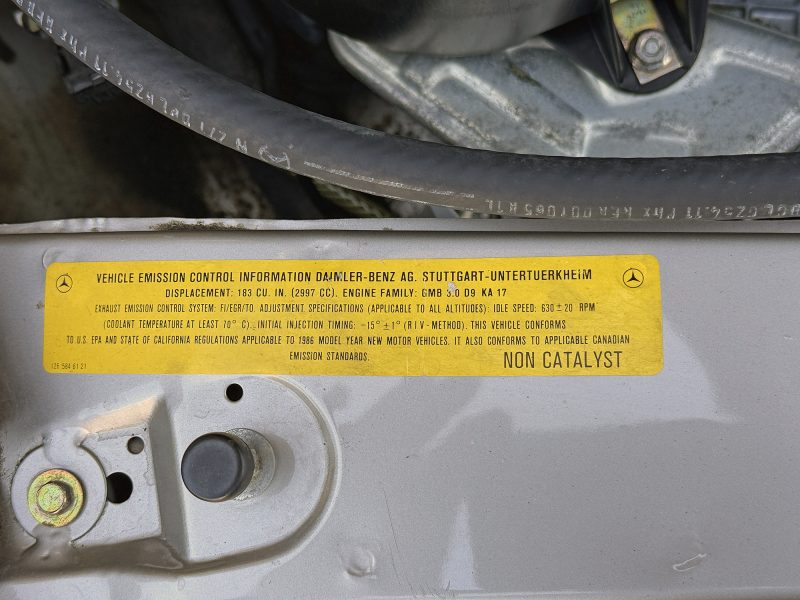 VEHICLE EMISSION CONTROL INFORMATION DAIMLER-BENZ AG. STUTTGART-UNTERTUERKHEIM
DISPLACEMENT: 183 CU. IN. (2997 CC). ENGINE FAMILY: GMB 3.0 D9 KA 17
EXHAUST EMISSION CONTROL SYSTEM: FI/EGR/TO. ADJUSTMENT SPECIFICATIONS (APPLICABLE TO ALL ALTITUDES): IDLE SPEED: 630 ± 20 RPM
(COOLANT TEMPERATURE AT LEAST 70° C). INITIAL INJECTION TIMING: -15° ± 1° (R I V - METHOD). THIS VEHICLE CONFORMS
TO U.S. EPA AND STATE OF CALIFORNIA REGULATIONS APPLICABLE TO 1986 MODEL YEAR NEW MOTOR VEHICLES. IT ALSO CONFORMS TO APPLICABLE CANADIAN
EMISSION STANDARDS.
NON CATALYST
126 584 61 21